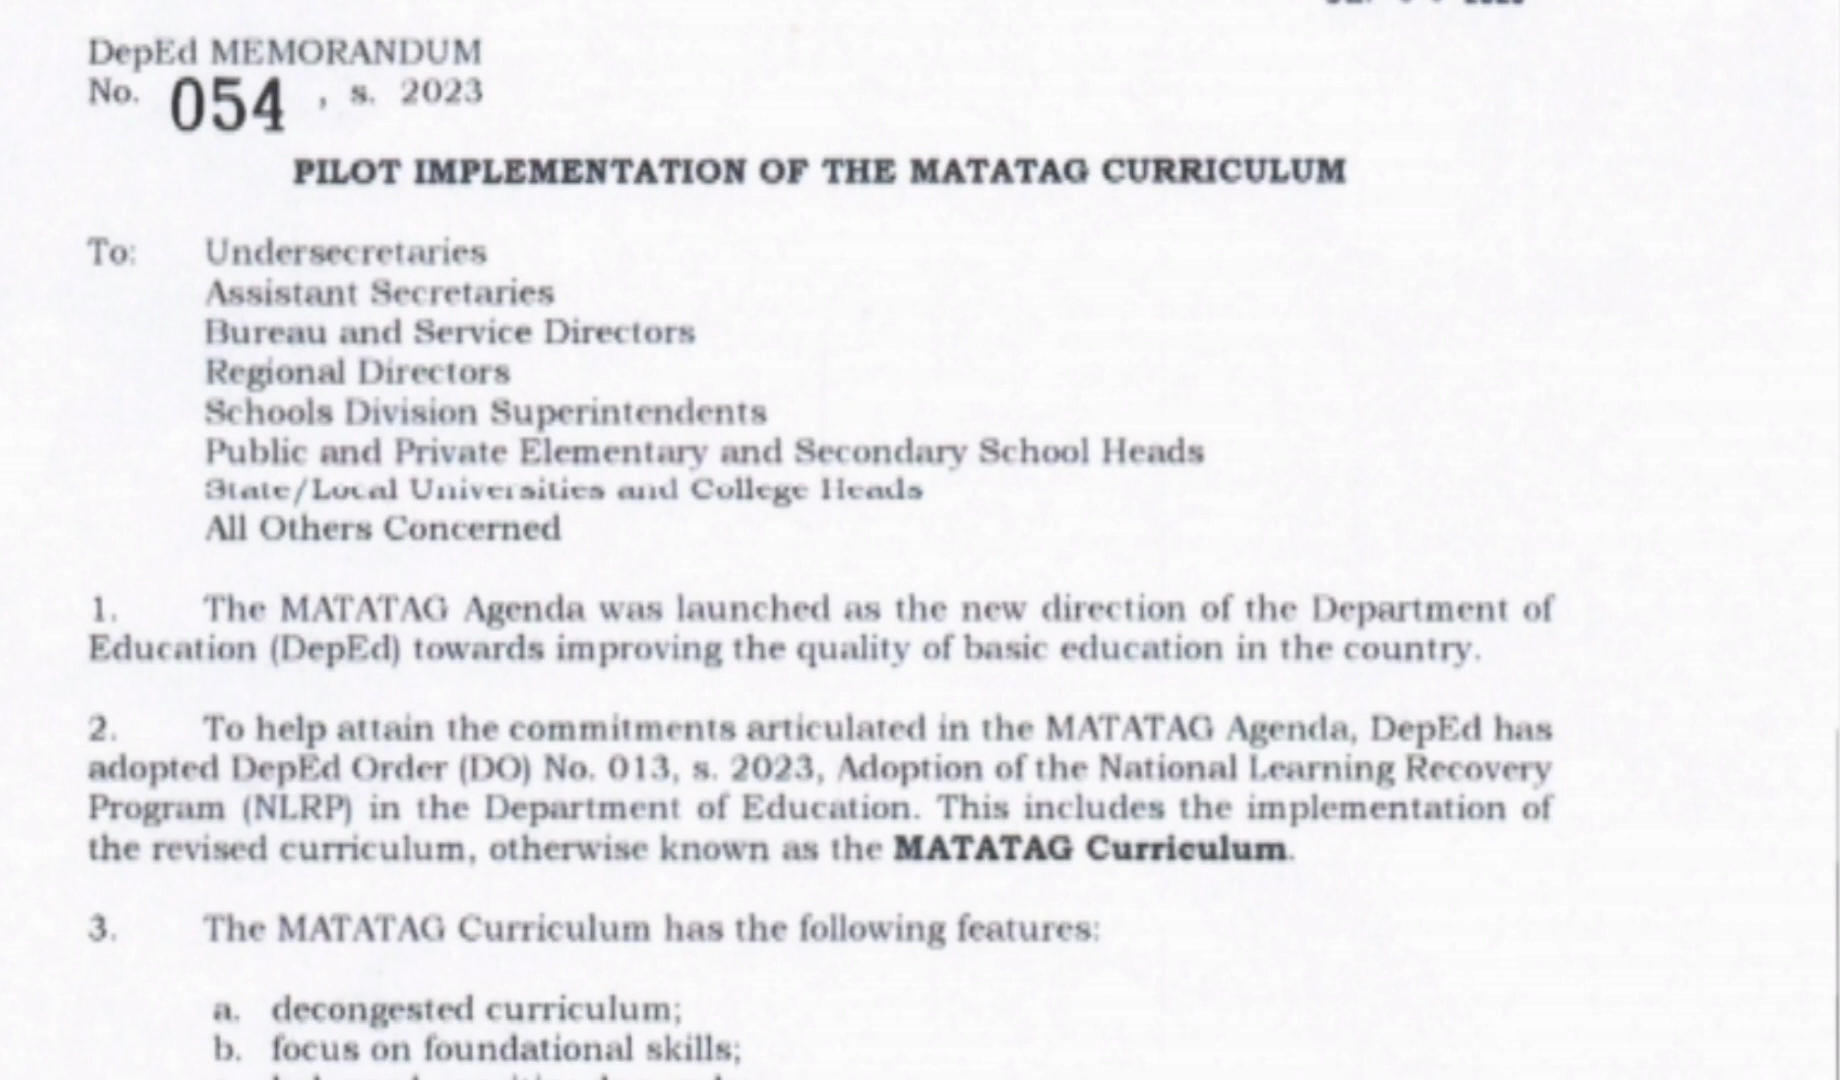 DepEd MEMORANDUM
No. 054 , s. 2023
PILOT IMPLEMENTATION OF THE MATATAG CURRICULUM
To: Undersecretaries
Assistant Secretaries
Bureau and Service Directors
Regional Directors
Schools Division Superintendents
Public and Private Elementary and Secondary School Heads
State/Local Universities and College Heads
All Others Concerned
1. The MATATAG Agenda was launched as the new direction of the Department of
Education (DepEd) towards improving the quality of basic education in the country.
2. To help attain the commitments articulated in the MATATAG Agenda, DepEd has
adopted DepEd Order (DO) No. 013, s. 2023, Adoption of the National Learning Recovery
Program (NLRP) in the Department of Education. This includes the implementation of
the revised curriculum, otherwise known as the MATATAG Curriculum.
3. The MATATAG Curriculum has the following features:
a. decongested curriculum;
b. focus on foundational skills;